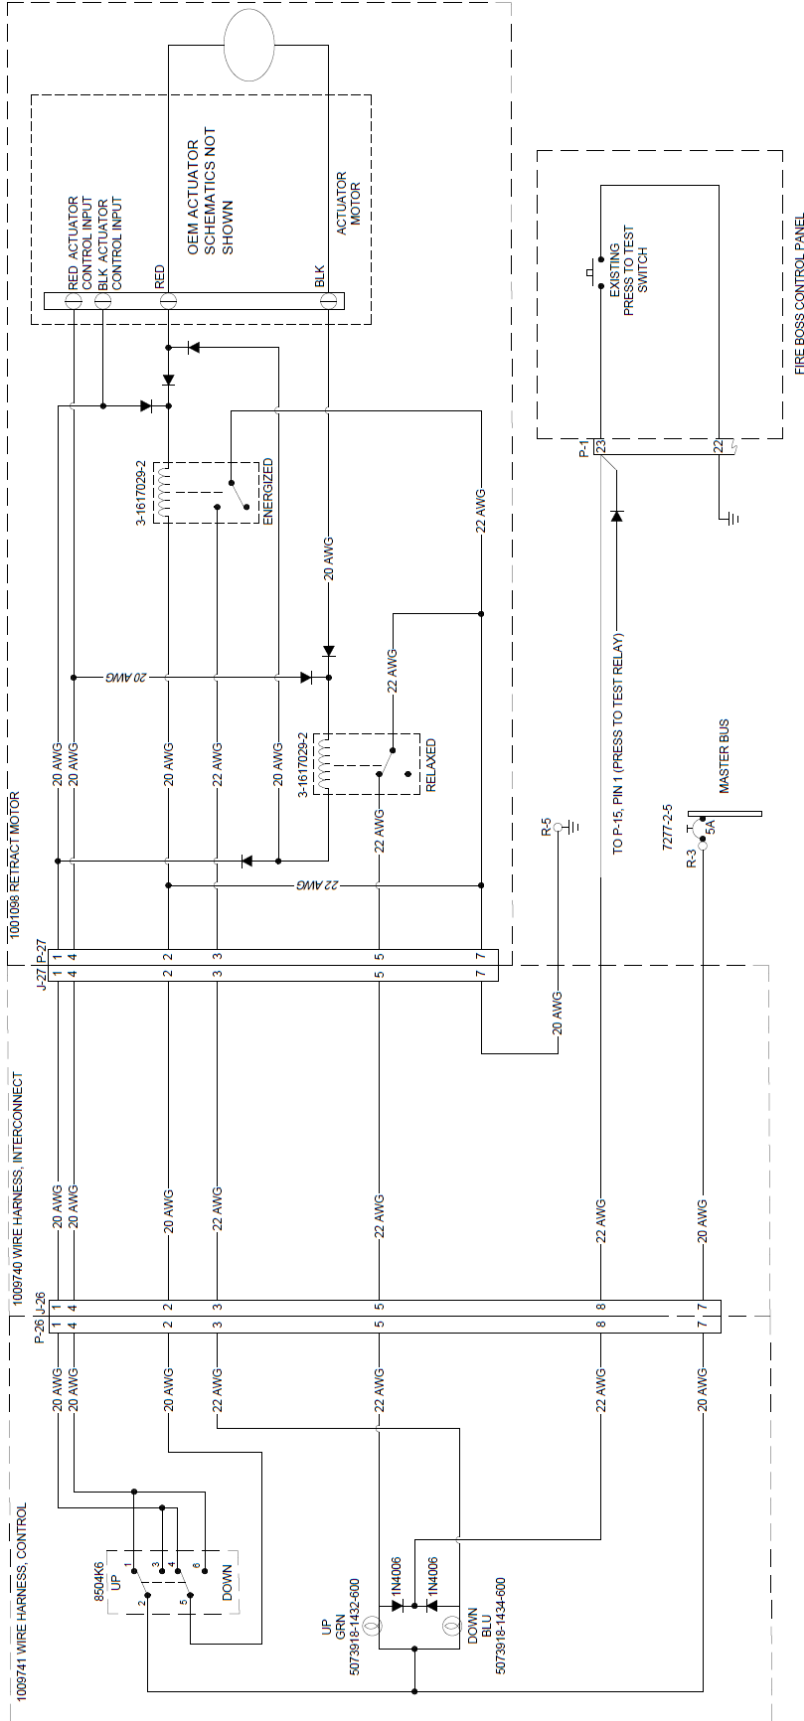 RED ACTUATOR
CONTROL INPUT
BLK ACTUATOR
CONTROL INPUT
OEM ACTUATOR
SCHEMATICS NOT
SHOWN
ACTUATOR
MOTOR
RED
BLK
EXISTING
PRESS TO TEST
SWITCH
FIRE BOSS CONTROL PANEL
P-1
23
22
3-1617029-2
ENERGIZED
22 AWG
20 AWG
20 AWG
22 AWG
3-1617029-2
RELAXED
20 AWG
20 AWG
20 AWG
22 AWG
20 AWG
22 AWG
22 AWG
1001098 RETRACT MOTOR
TO P-15, PIN 1 (PRESS TO TEST RELAY)
MASTER BUS
7277-2-5
5A
R-3
R-5
20 AWG
P-27
1
4
2
3
5
7
J-27
1
4
2
3
5
7
1009740 WIRE HARNESS, INTERCONNECT
20 AWG
20 AWG
20 AWG
22 AWG
22 AWG
22 AWG
20 AWG
J-26
1
4
2
3
5
8
7
P-26
1
4
2
3
5
8
7
20 AWG
20 AWG
20 AWG
22 AWG
22 AWG
22 AWG
20 AWG
1009741 WIRE HARNESS, CONTROL
8504K6
UP
1
3
4
6
2
5
DOWN
1N4006
1N4006
UP
GRN
5073918-1432-600
DOWN
BLU
5073918-1434-600